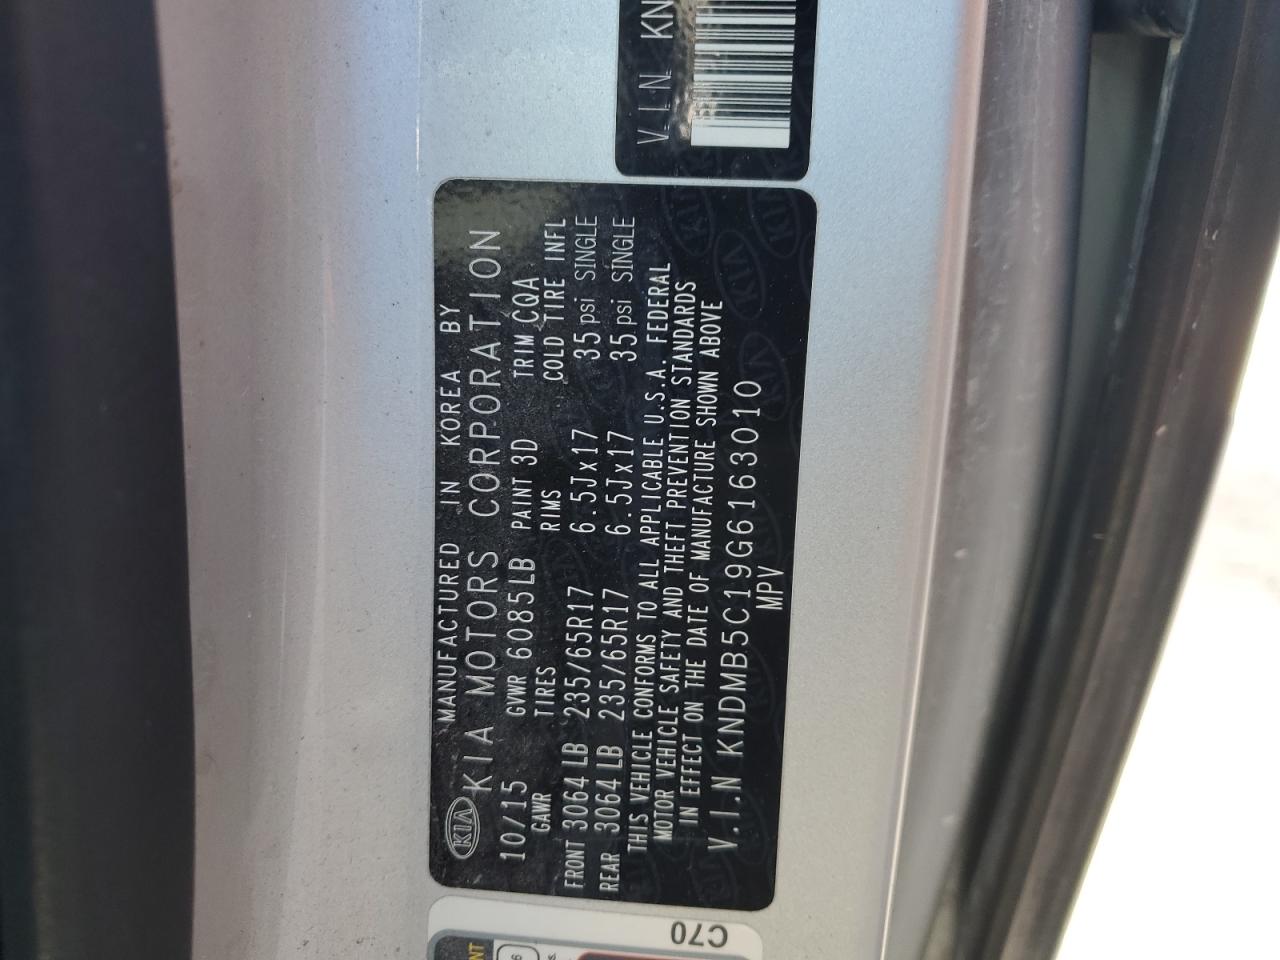 MANUFACTURED IN KOREA BY
KIA KIA MOTORS CORPORATION
10/15 GVWR 6085LB PAINT 3D TRIM CQA
GAWR TIRES RIMS COLD TIRE INFL
FRONT 3064 LB 235/65R17 6.5Jx17 35 psi SINGLE
REAR 3064 LB 235/65R17 6.5Jx17 35 psi SINGLE
THIS VEHICLE CONFORMS TO ALL APPLICABLE U.S.A. FEDERAL
MOTOR VEHICLE SAFETY AND THEFT PREVENTION STANDARDS
IN EFFECT ON THE DATE OF MANUFACTURE SHOWN ABOVE
V.I.N KNDMB5C19G6163010
MPV
V.I.N KN
C70